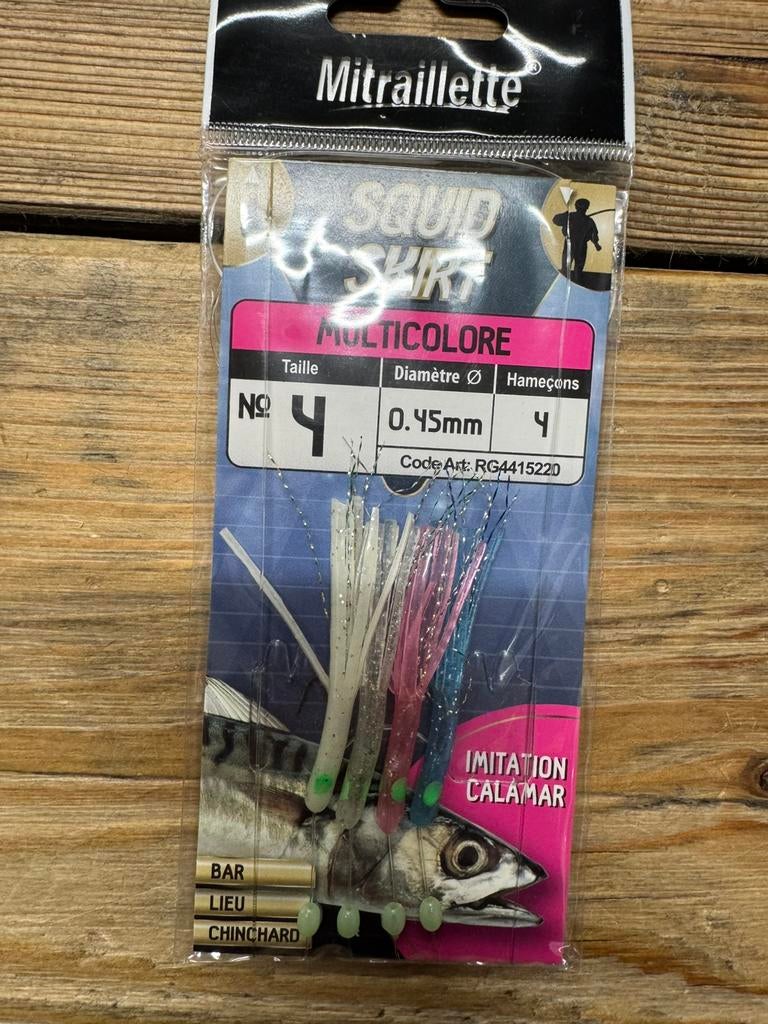 Mitraillette®
SQUID
SKIRT
MULTICOLORE
Taille
Diamètre Ø
Hameçons
Nº 4
0.45mm
4
Code Art: RG4415220
IMITATION
CALAMAR
BAR
LIEU
CHINCHARD